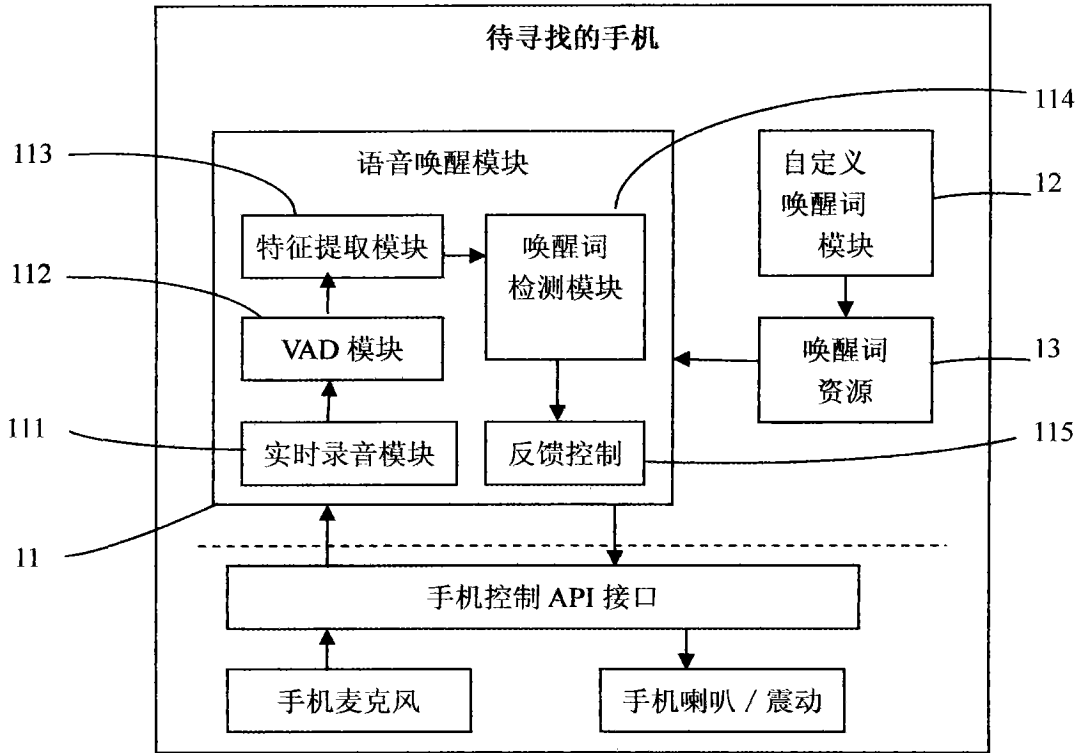 待寻找的手机
114
113
语音唤醒模块
自定义
唤醒词
模块
12
特征提取模块
唤醒词
检测模块
112
VAD 模块
唤醒词
资源
13
111
实时录音模块
反馈控制
115
11
手机控制 API 接口
手机麦克风
手机喇叭 / 震动